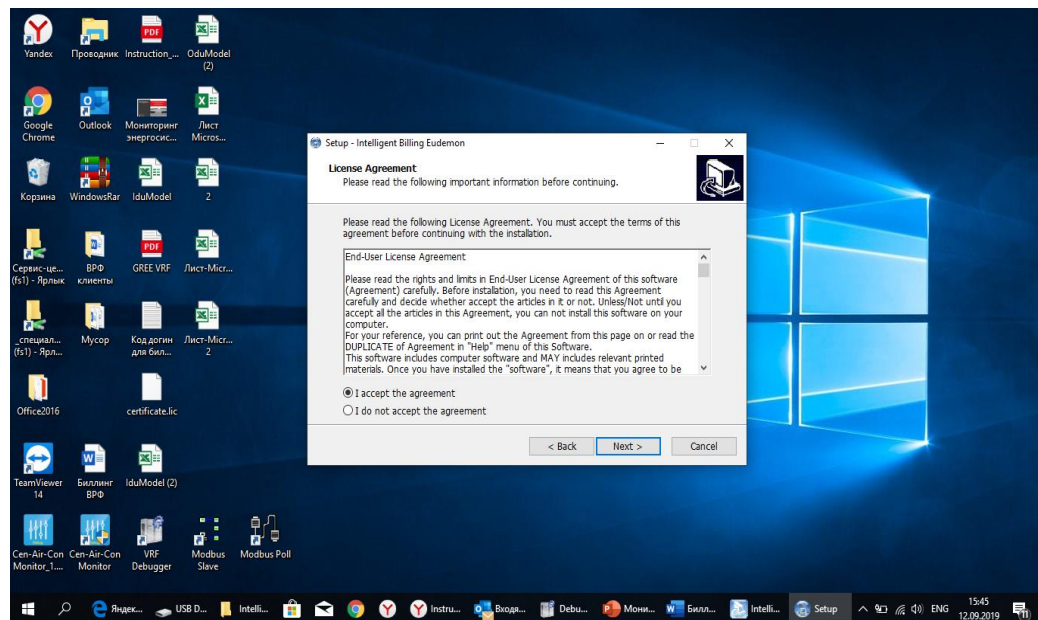 Yandex
Проводник
Instruction_...
OduModel
(2)
Google
Chrome
Outlook
Мониторинг
энергосис...
Лист
Micros...
Корзина
WindowsRar
IduModel
2
Сервис-це...
(fs1) - Ярлык
ВРФ
клиенты
PDF
GREE VRF
Лист-Micr...
_специал...
(fs1) - Ярл...
Мусор
Код догин
для бил...
Лист-Micr...
2
Office2016
certificate.lic
TeamViewer
14
Биллинг
ВРФ
IduModel (2)
Cen-Air-Con
Monitor_1....
Cen-Air-Con
Monitor
VRF
Debugger
Modbus
Slave
Modbus Poll
Setup - Intelligent Billing Eudemon
License Agreement
Please read the following important information before continuing.
Please read the following License Agreement. You must accept the terms of this
agreement before continuing with the installation.
End-User License Agreement
Please read the rights and limits in End-User License Agreement of this software
(Agreement) carefully. Before installation, you need to read this Agreement
carefully and decide whether accept the articles in it or not. Unless/Not until you
accept all the articles in this Agreement, you can not install this software on your
computer.
For your reference, you can print out the Agreement from this page on or read the
DUPLICATE of Agreement in "Help" menu of this Software.
This software includes computer software and MAY includes relevant printed
materials. Once you have installed the "software", it means that you agree to be
I accept the agreement
I do not accept the agreement
< Back
Next >
Cancel
Яндек...
USB D...
Intelli...
Instru...
Входя...
Debu...
Мони...
Билл...
Intelli...
Setup
ENG
15:45
12.09.2019
11